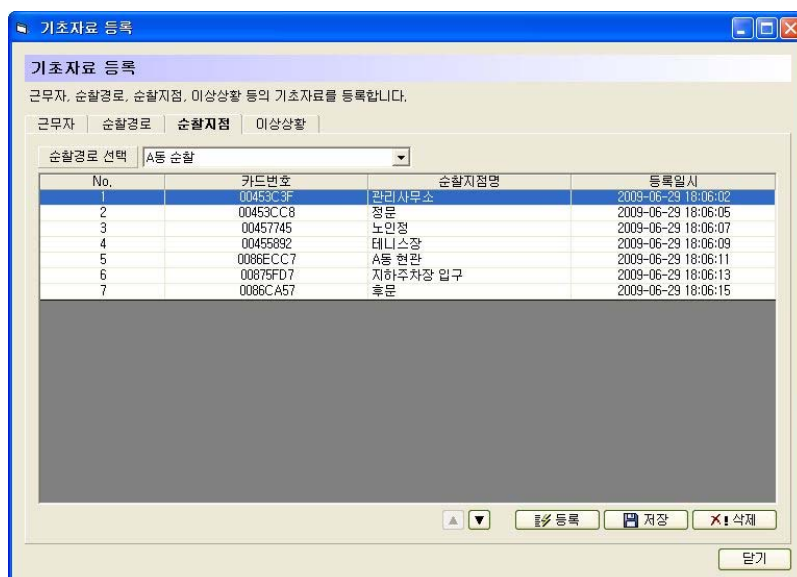 기초자료 등록
기초자료 등록
근무자, 순찰경로, 순찰지점, 이상상황 등의 기초자료를 등록합니다.
근무자 순찰경로 순찰지점 이상상황
순찰경로 선택 A동 순찰
No. 카드번호 순찰지점명 등록일시
1 00453C3F 관리사무소 2009-06-29 18:06:02
2 00453CC8 정문 2009-06-29 18:06:05
3 00457745 노인정 2009-06-29 18:06:07
4 00455892 테니스장 2009-06-29 18:06:09
5 0086ECC7 A동 현관 2009-06-29 18:06:11
6 00875FD7 지하주차장 입구 2009-06-29 18:06:13
7 0086CA57 후문 2009-06-29 18:06:15
등록 저장 삭제
닫기